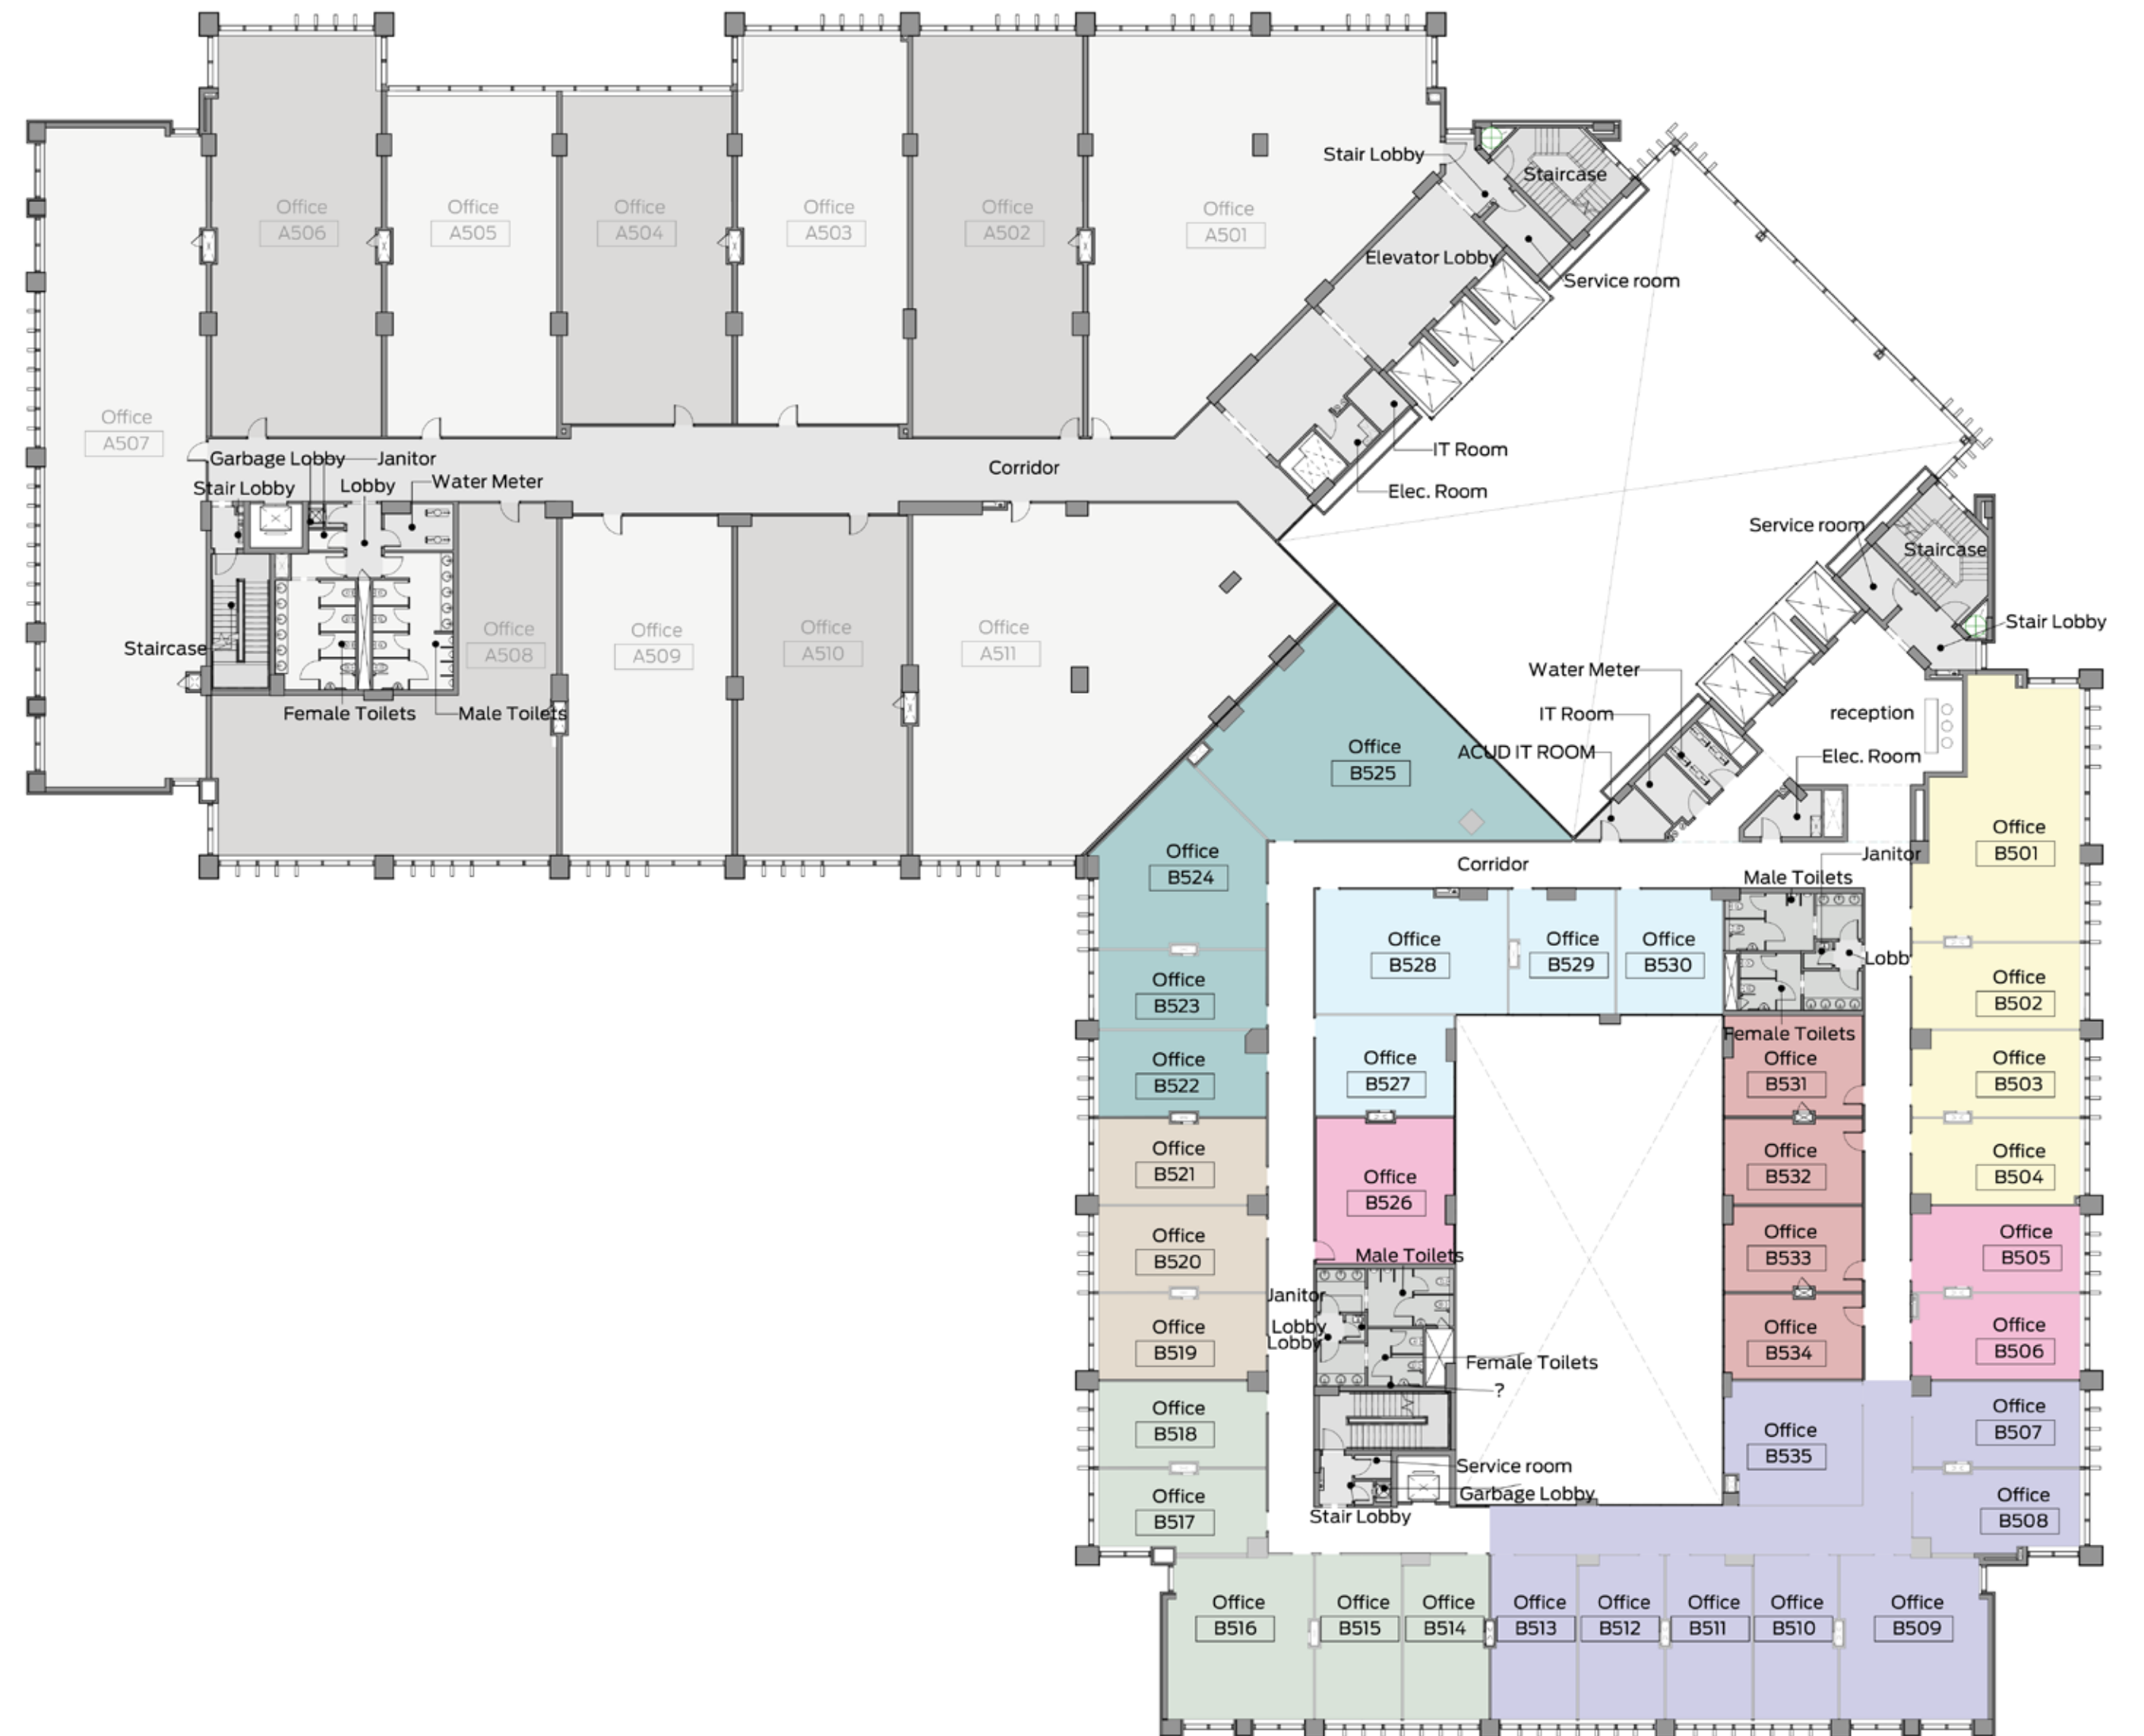 Office
A506
Office
A505
Office
A504
Office
A503
Office
A502
Office
A501
Stair Lobby
Staircase
Elevator Lobby
Service room
IT Room
Elec. Room
Office
A507
Corridor
Garbage Lobby
Janitor
Stair Lobby
Lobby
Water Meter
Staircase
Female Toilets
Male Toilets
Office
A508
Office
A509
Office
A510
Office
A511
Service room
Staircase
Stair Lobby
Water Meter
IT Room
ACUD IT ROOM
reception
Elec. Room
Office
B525
Office
B524
Corridor
Janitor
Male Toilets
Office
B501
Office
B528
Office
B529
Office
B530
Lobb
Office
B523
Office
B502
Female Toilets
Office
B522
Office
B527
Office
B531
Office
B503
Office
B521
Office
B526
Office
B532
Office
B504
Office
B520
Male Toilets
Office
B533
Office
B505
Janitor
Lobby
Lobby
Office
B519
Female Toilets
?
Office
B534
Office
B506
Office
B518
Office
B535
Office
B507
Service room
Garbage Lobby
Stair Lobby
Office
B517
Office
B508
Office
B516
Office
B515
Office
B514
Office
B513
Office
B512
Office
B511
Office
B510
Office
B509